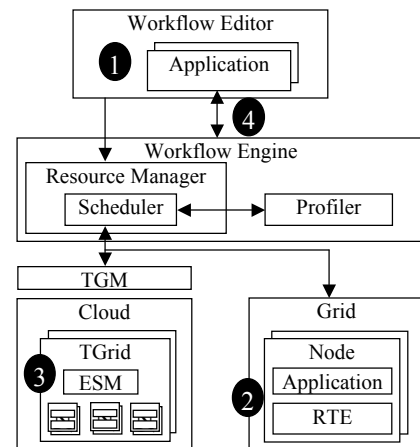 Workflow Editor
1
Application
4
Workflow Engine
Resource Manager
Scheduler
Profiler
TGM
Cloud
Grid
TGrid
Node
3
ESM
2
Application
RTE